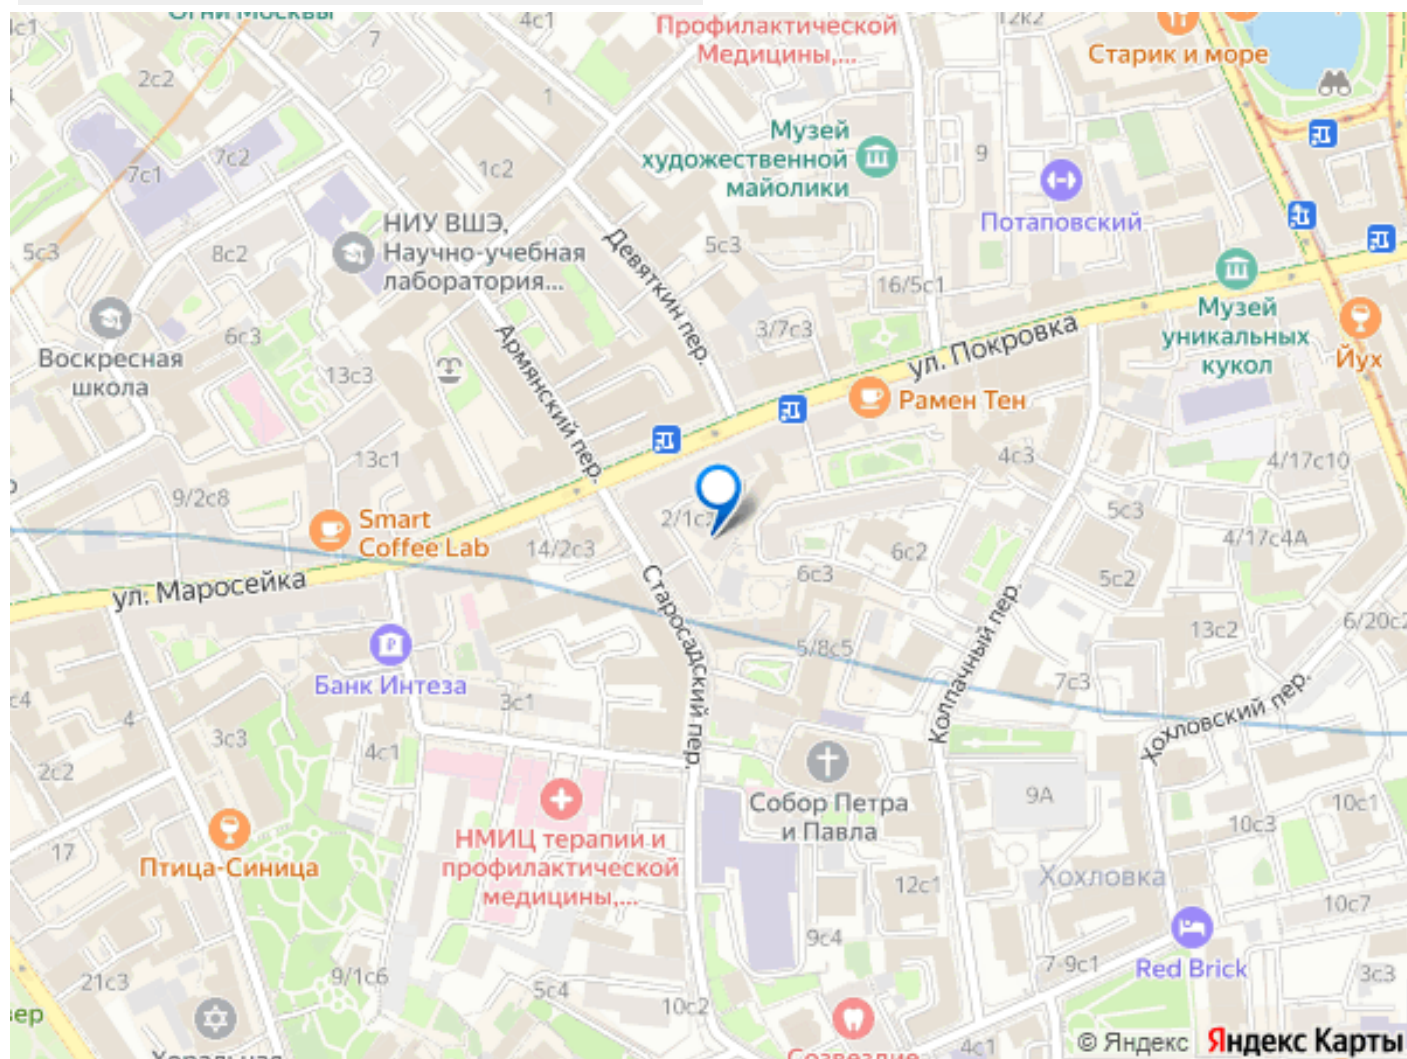 Огни Москвы
4с1
Профилактической
Медицины,...
12к2
Старик и море
7
2с2
1
Музей
художественной
майолики
9
Потаповский
7с2
7с1
1с2
НИУ ВШЭ,
Научно-учебная
лаборатория...
Девяткин пер.
5с3
5с3
8с2
16/5с1
Музей
уникальных
кукол
Йух
Воскресная
школа
6с3
13с3
Армянский пер.
3/7с3
ул. Покровка
Рамен Тен
13с1
4с3
4/17с10
9/2с8
Smart
Coffee Lab
14/2с3
5с3
4/17с4А
6с2
6с3
5с2
ул. Маросейка
Старосадский пер.
Колпачный пер.
13с2
6/20с2
5/8с5
Банк Интеза
3с1
7с3
Хохловский пер.
4
3с3
4с1
2с2
Собор Петра
и Павла
9А
10с1
10с3
17
Птица-Синица
НМИЦ терапии и
профилактической
медицины,...
12с1
Хохловка
10с7
9с4
7-9с1
Red Brick
3с3
21с3
9/1с6
5с4
10с2
Хоральная
Созвездие
4с1
© Яндекс Яндекс Карты